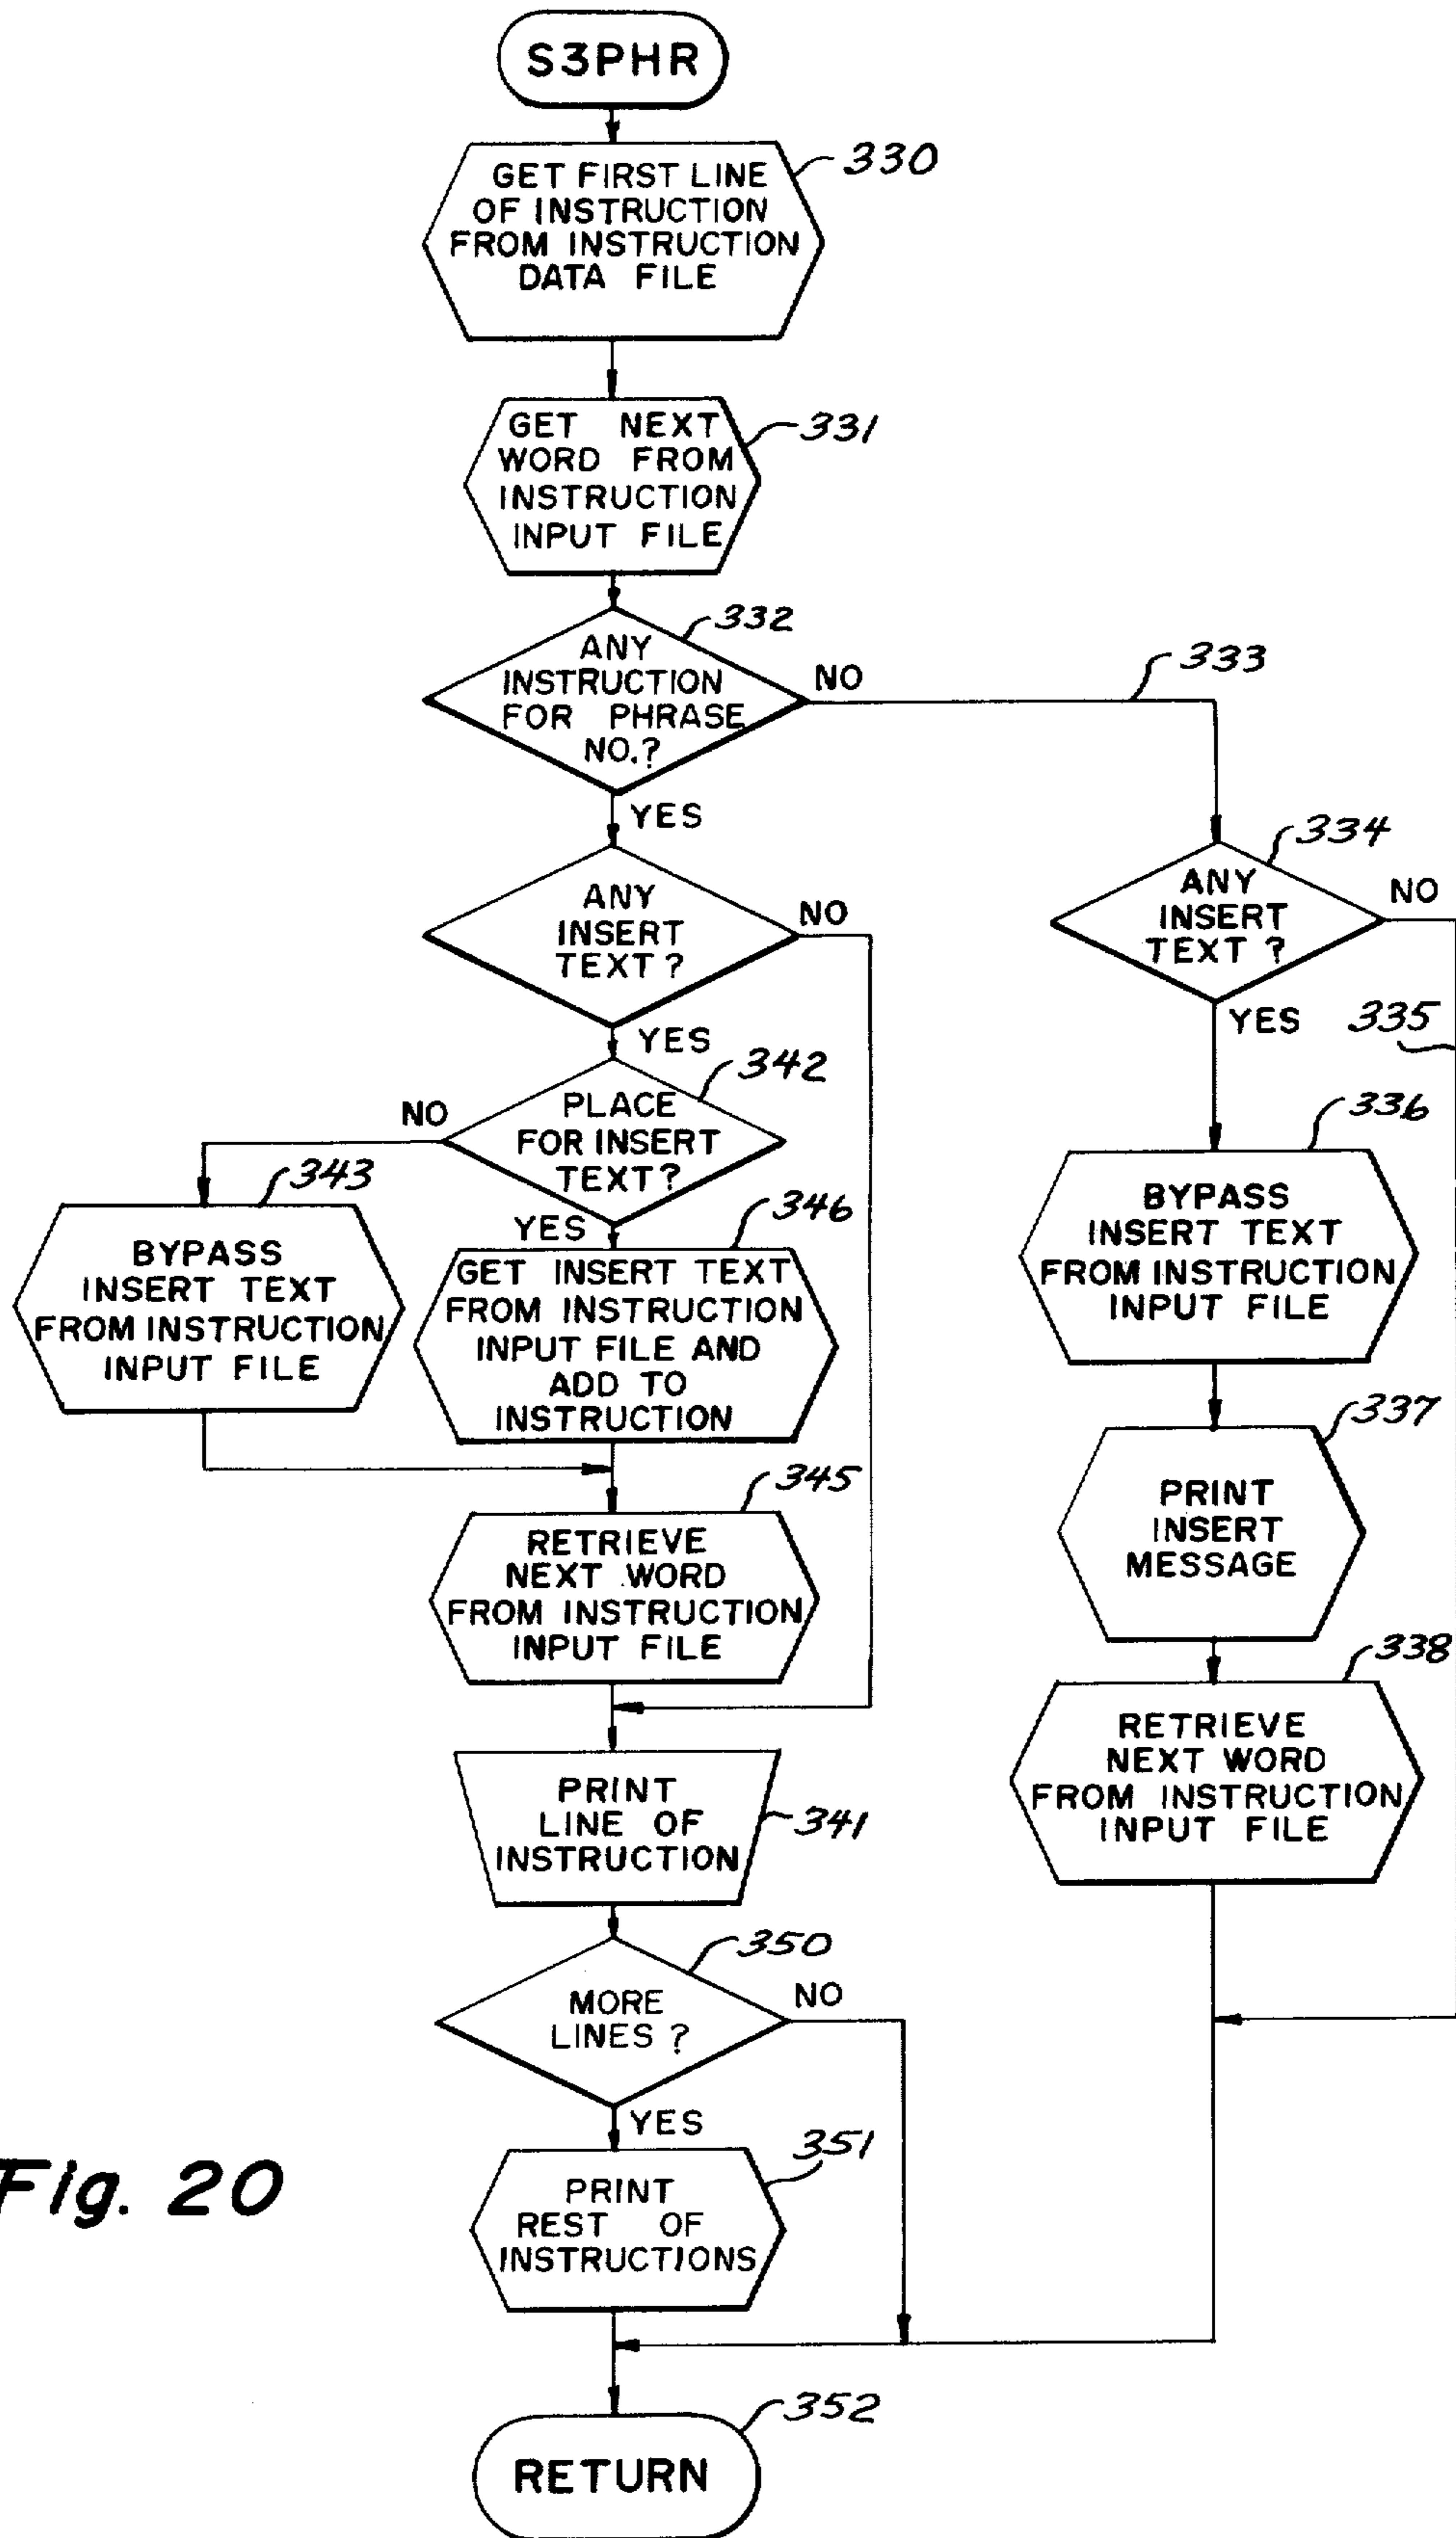 S3PHR
GET FIRST LINE
OF INSTRUCTION
FROM INSTRUCTION
DATA FILE
330
GET NEXT
WORD FROM
INSTRUCTION
INPUT FILE
331
ANY
INSTRUCTION
FOR PHRASE
NO.?
332
NO
333
YES
ANY
INSERT
TEXT?
NO
YES
ANY
INSERT
TEXT?
334
NO
YES
335
PLACE
FOR INSERT
TEXT?
342
NO
YES
343
BYPASS
INSERT TEXT
FROM INSTRUCTION
INPUT FILE
346
GET INSERT TEXT
FROM INSTRUCTION
INPUT FILE AND
ADD TO
INSTRUCTION
336
BYPASS
INSERT TEXT
FROM INSTRUCTION
INPUT FILE
337
PRINT
INSERT
MESSAGE
345
RETRIEVE
NEXT WORD
FROM INSTRUCTION
INPUT FILE
338
RETRIEVE
NEXT WORD
FROM INSTRUCTION
INPUT FILE
PRINT
LINE OF
INSTRUCTION
341
350
MORE
LINES?
NO
YES
351
PRINT
REST OF
INSTRUCTIONS
Fig. 20
352
RETURN